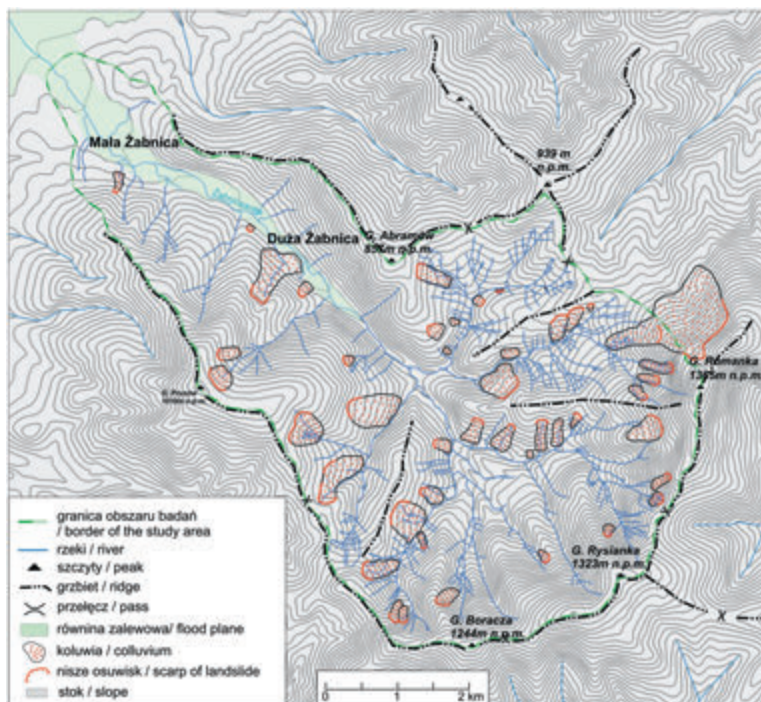 Mała Żabnica
939 m
n.p.m.
Duża Żabnica
G. Abramów
n.p.m.
G. Romanka
n.p.m.
G. Rysianka
1323m n.p.m.
G. Boracza
1244m n.p.m.
granica obszaru badań
/ border of the study area
rzeki / river
szczyty / peak
grzbiet / ridge
przełęcz / pass
równina zalewowa/ flood plane
koluwia / colluvium
nisze osuwisk / scarp of landslide
stok / slope
0 1 2 km